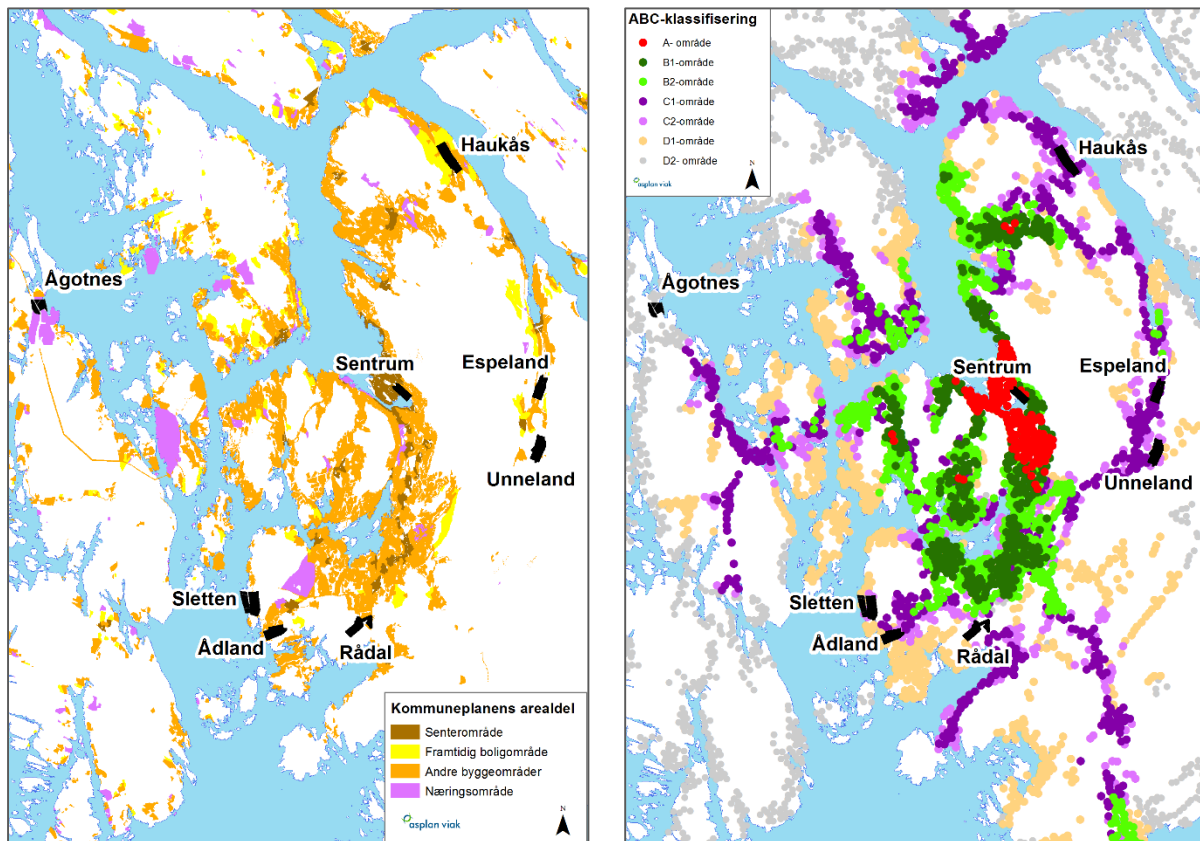 Haukås
Ågotnes
Sentrum
Espeland
Unneland
Sletten
Ådland
Rådal
Kommuneplanens arealdel
Senterområde
Framtidig boligområde
Andre byggeområder
Næringsområde
asplan viak
N
ABC-klassifisering
A- område
B1-område
B2-område
C1-område
C2-område
D1-område
D2- område
asplan viak
N
Haukås
Ågotnes
Sentrum
Espeland
Unneland
Sletten
Ådland
Rådal